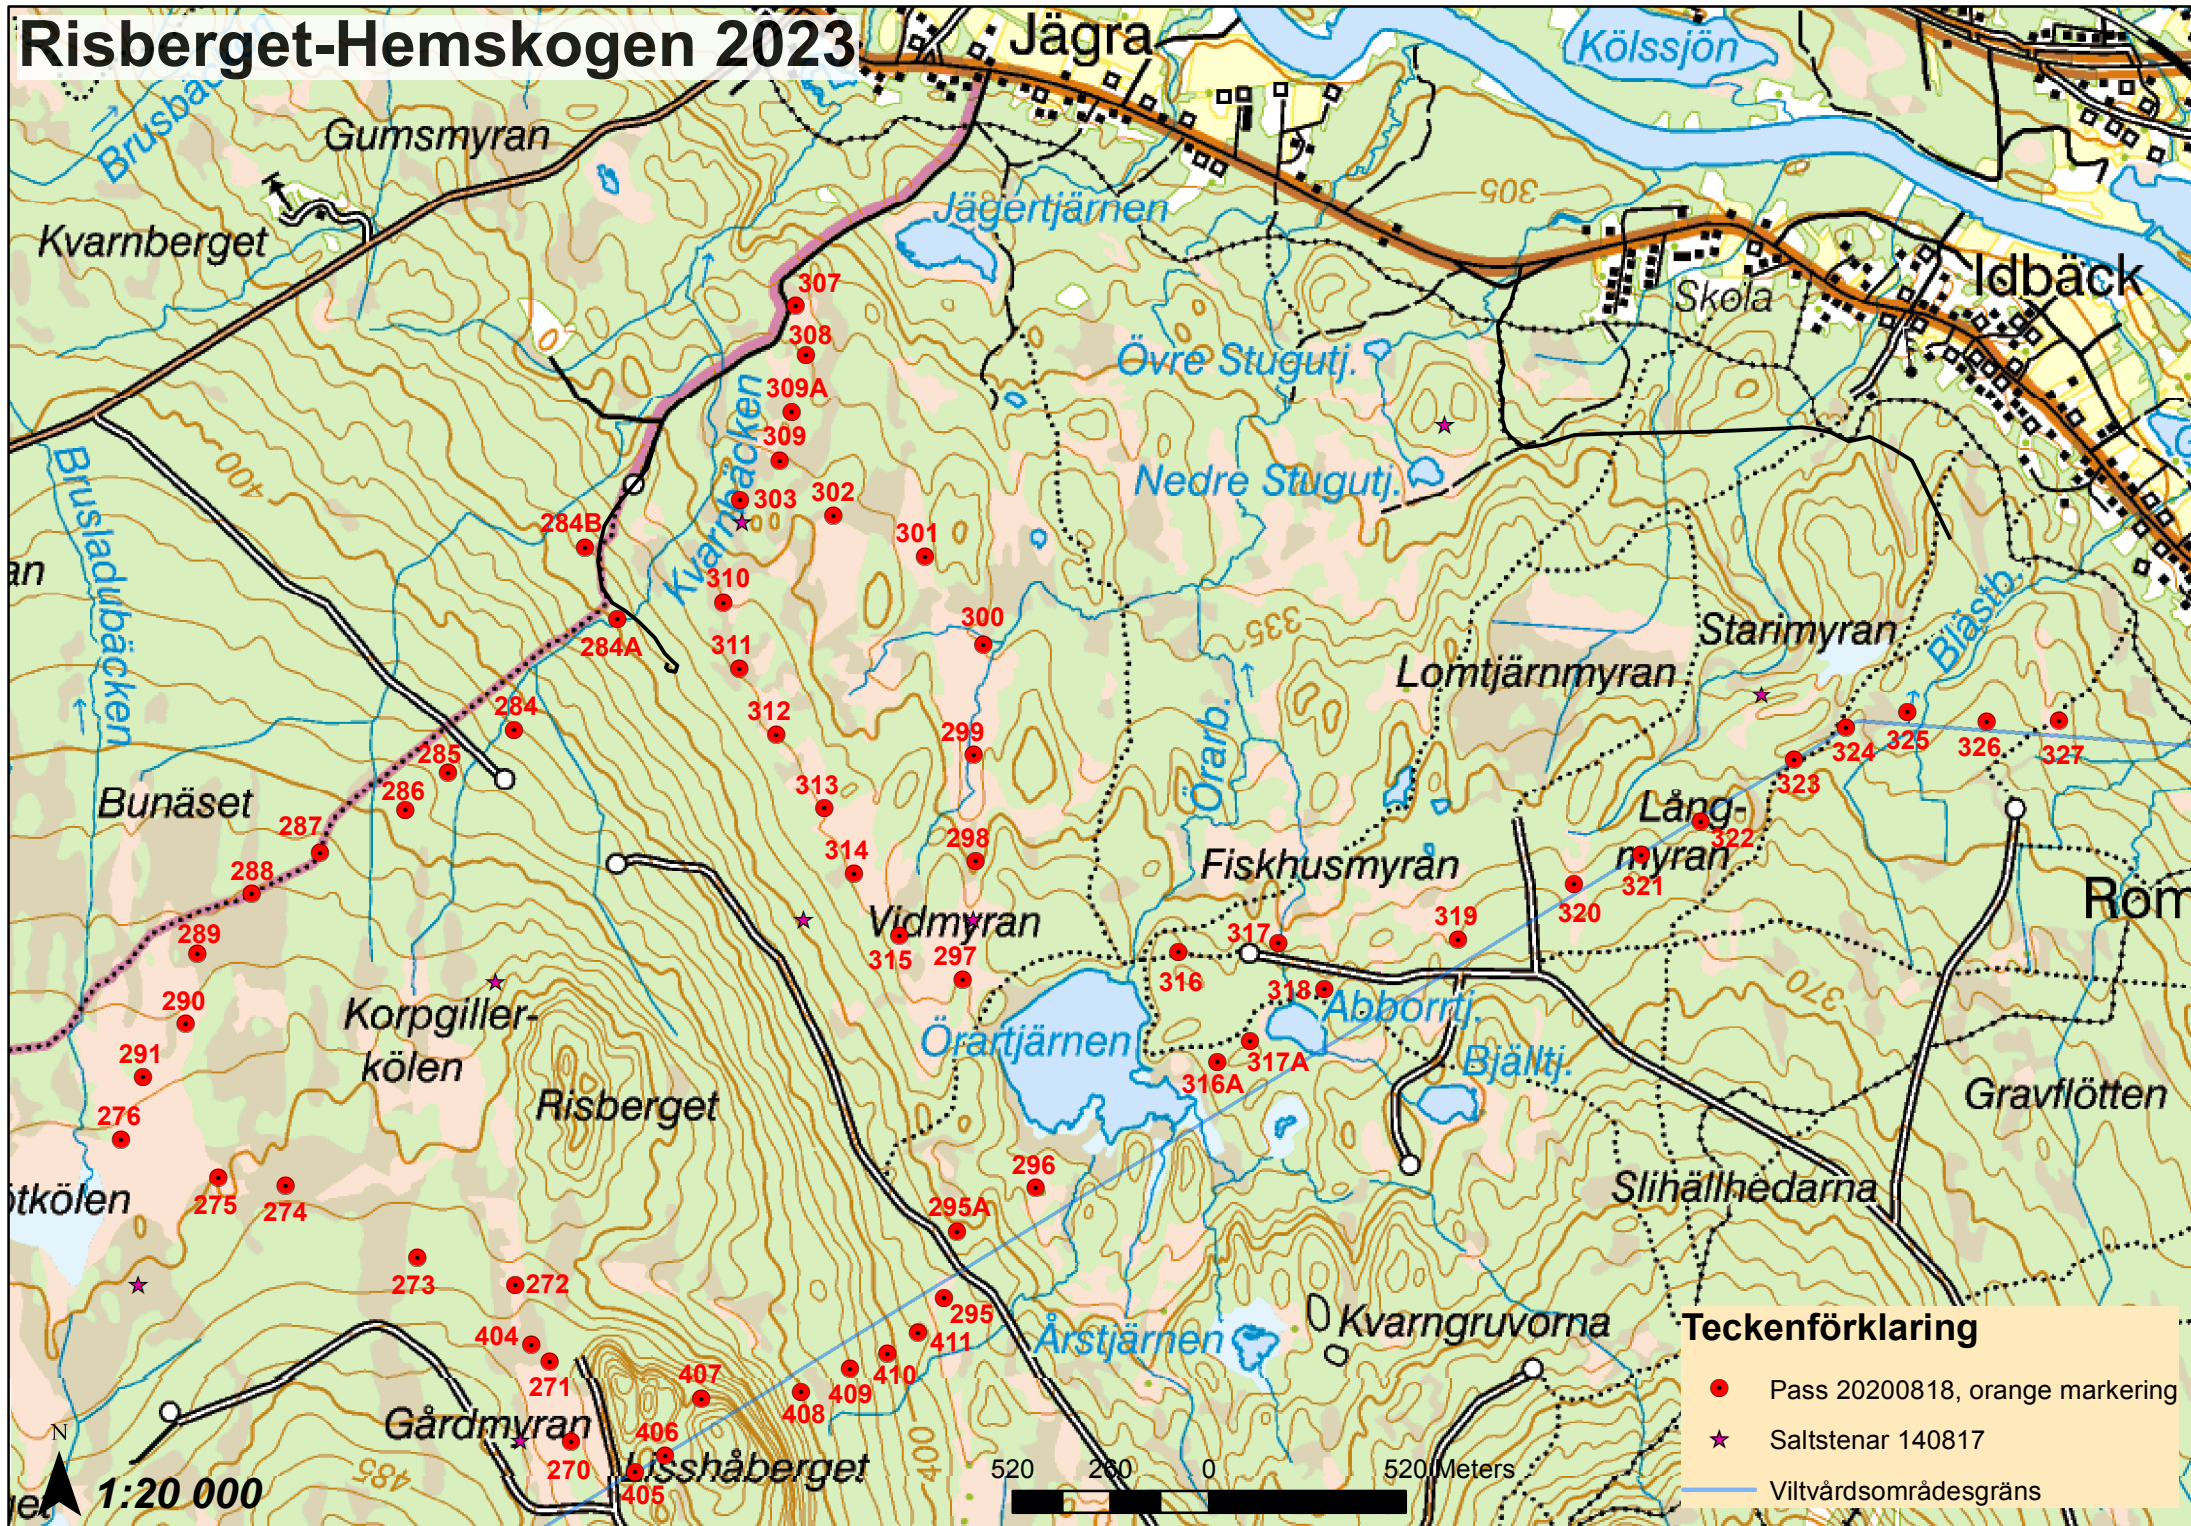 Risberget-Hemskogen 2023
Jägra
Kölssjön
Brusbäc
Gumsmyran
Kvarnberget
Jägertjärnen
305
Idbäck
Skola
307
308
Övre Stugutj.
309A
309
Kvarnbäcken
400
Nedre Stugutj.
303
302
301
284B
an
Brusladubäcken
310
300
335
284A
311
Starimyran
Blästb.
Lomtjärnmyran
284
312
299
Örarb.
325
324
326
327
323
285
286
Bunäset
313
Lång-
myran
322
287
298
Fiskhusmyran
321
314
288
320
Rom
Vidmyran
315
297
317
319
316
289
318
370
Abborrtj.
290
Korpgiller-
kölen
Örartjärnen
317A
316A
Bjälltj.
291
Risberget
Gravflötten
276
ötkölen
275
274
296
Slihällhedarna
295A
273
272
295
Årstjärnen
Kvarngruvorna
404
411
271
410
407
409
408
Gårdmyran
406
270
Lisshåberget
405
485
400
get
N
1:20 000
520 260 0 520 Meters
Teckenförklaring
Pass 20200818, orange markering
Saltstenar 140817
Viltvårdsområdesgräns